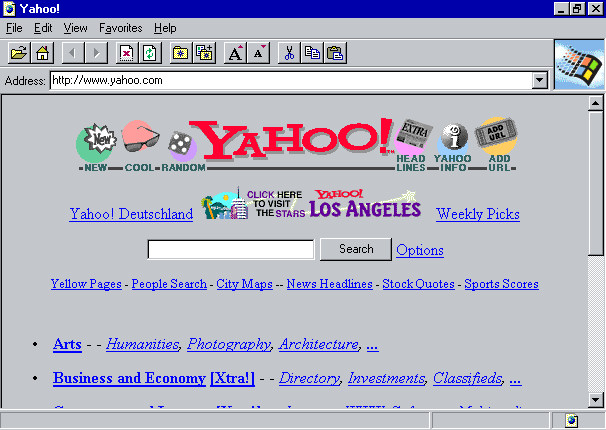 Yahoo!
File Edit View Favorites Help
A A
Address: http://www.yahoo.com
New EXTRA i ADD URL
NEW COOL RANDOM YAHOO! HEAD LINES YAHOO INFO ADD URL
Yahoo! Deutschland CLICK HERE TO VISIT THE STARS YAHOO! LOS ANGELES Weekly Picks
Search Options
Yellow Pages - People Search - City Maps -- News Headlines - Stock Quotes - Sports Scores
• Arts - - Humanities, Photography, Architecture, ...
• Business and Economy [Xtra!] - - Directory, Investments, Classifieds, ...